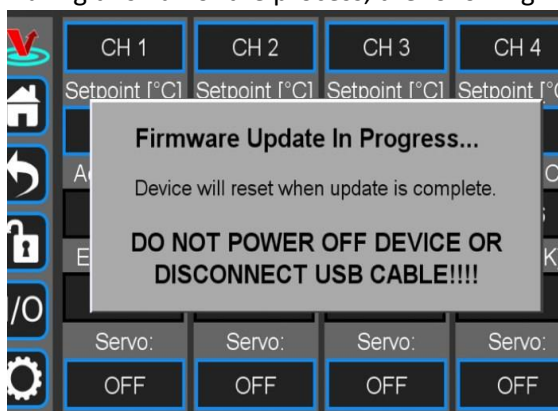 CH 1 CH 2 CH 3 CH 4
Setpoint [°C] Setpoint [°C] Setpoint [°C] Setpoint [°C
Firmware Update In Progress...
Device will reset when update is complete.
DO NOT POWER OFF DEVICE OR
DISCONNECT USB CABLE!!!!
I/O
Servo: Servo: Servo: Servo:
OFF OFF OFF OFF